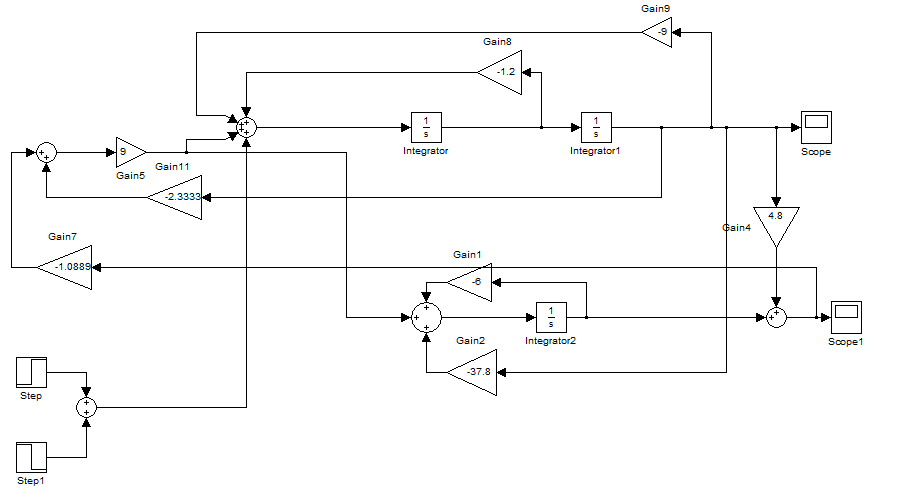 Gain9
-9
Gain8
-1.2
1
s
Integrator
1
s
Integrator1
Scope
9
Gain5
Gain11
-2.3333
4.8
Gain4
Gain7
-1.0889
Gain1
-6
1
s
Integrator2
Scope1
Gain2
-37.8
Step
Step1